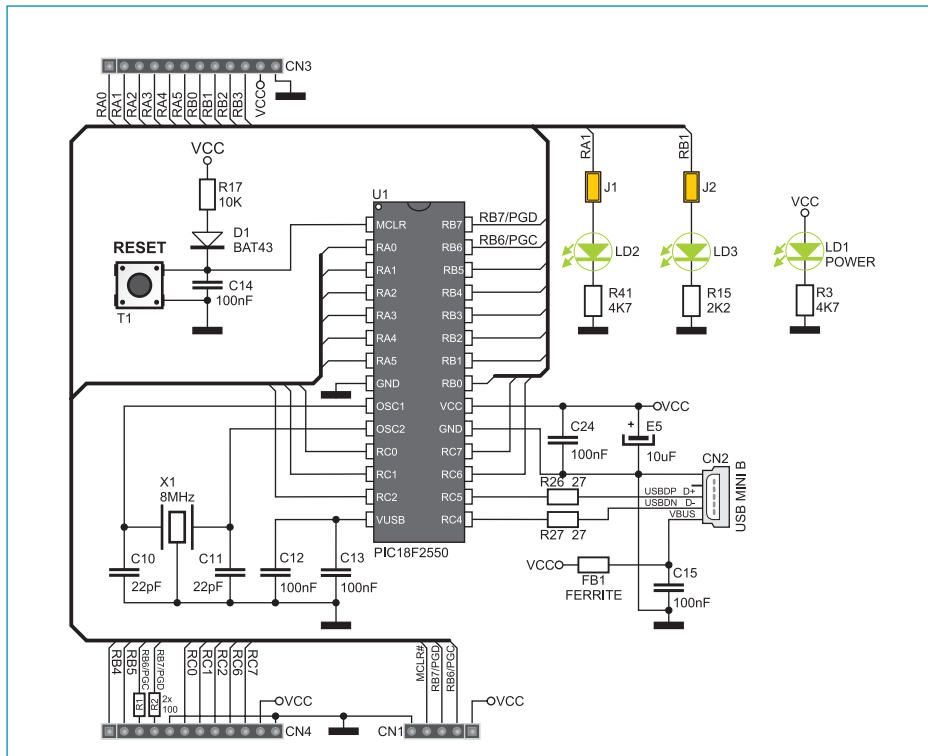 CN3
RA0
RA1
RA2
RA3
RA4
RA5
RB0
RB1
RB2
RB3
VCC
RA1
RB1
VCC
R17
10K
D1
BAT43
RESET
T1
C14
100nF
U1
MCLR
RA0
RA1
RA2
RA3
RA4
RA5
GND
OSC1
OSC2
RC0
RC1
RC2
VUSB
RB7
RB6
RB5
RB4
RB3
RB2
RB1
RB0
VCC
GND
RC7
RC6
RC5
RC4
PIC18F2550
RB7/PGD
RB6/PGC
J1
J2
LD2
LD3
R41
4K7
R15
2K2
VCC
LD1
POWER
R3
4K7
VCC
C24
100nF
+
E5
10uF
CN2
USB MINI B
R26 27
USBDP D+
USBDN D-
VBUS
R27 27
VCC
FB1
FERRITE
C15
100nF
X1
8MHz
C10
22pF
C11
22pF
C12
100nF
C13
100nF
RB4
RB5
RB6/PGC
RB7/PGD
RC0
RC1
RC2
RC6
RC7
R1
R2
2x
100
VCC
CN4
MCLR#
RB7/PGD
RB6/PGC
VCC
CN1